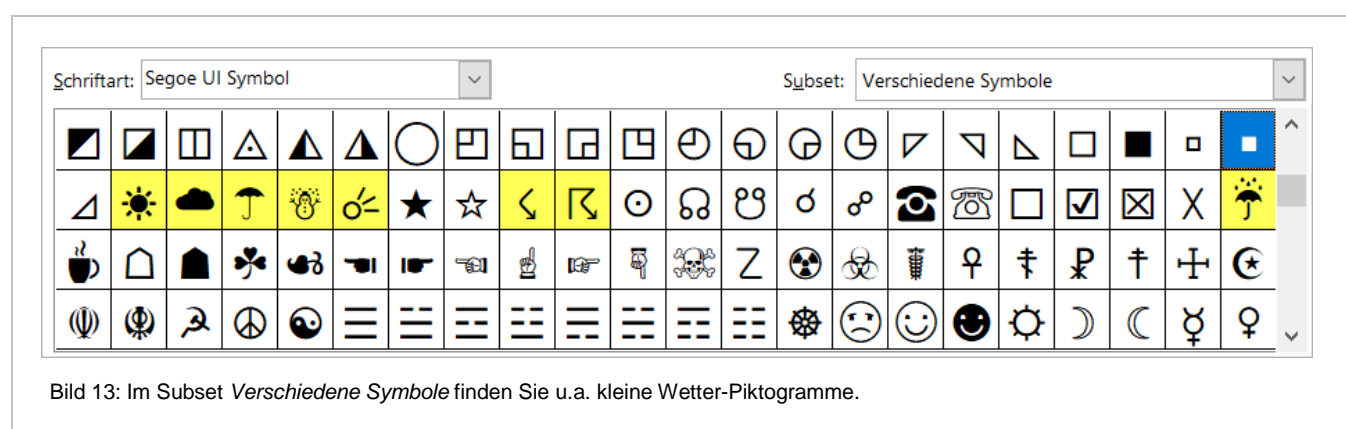 Schriftart: Segoe UI Symbol Subset: Verschiedene Symbole
Bild 13: Im Subset Verschiedene Symbole finden Sie u.a. kleine Wetter-Piktogramme.